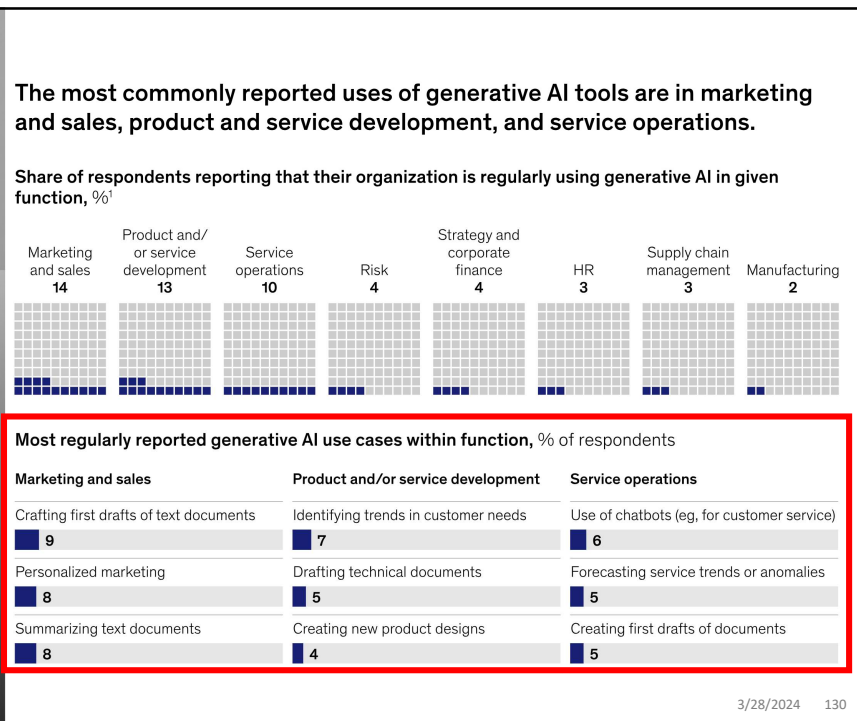 The most commonly reported uses of generative AI tools are in marketing
and sales, product and service development, and service operations.
Share of respondents reporting that their organization is regularly using generative AI in given
function, %¹
Marketing
and sales
14
Product and/
or service
development
13
Service
operations
10
Risk
4
Strategy and
corporate
finance
4
HR
3
Supply chain
management
3
Manufacturing
2
Most regularly reported generative AI use cases within function, % of respondents
Marketing and sales
Crafting first drafts of text documents
9
Personalized marketing
8
Summarizing text documents
8
Product and/or service development
Identifying trends in customer needs
7
Drafting technical documents
5
Creating new product designs
4
Service operations
Use of chatbots (eg, for customer service)
6
Forecasting service trends or anomalies
5
Creating first drafts of documents
5
3/28/2024 130